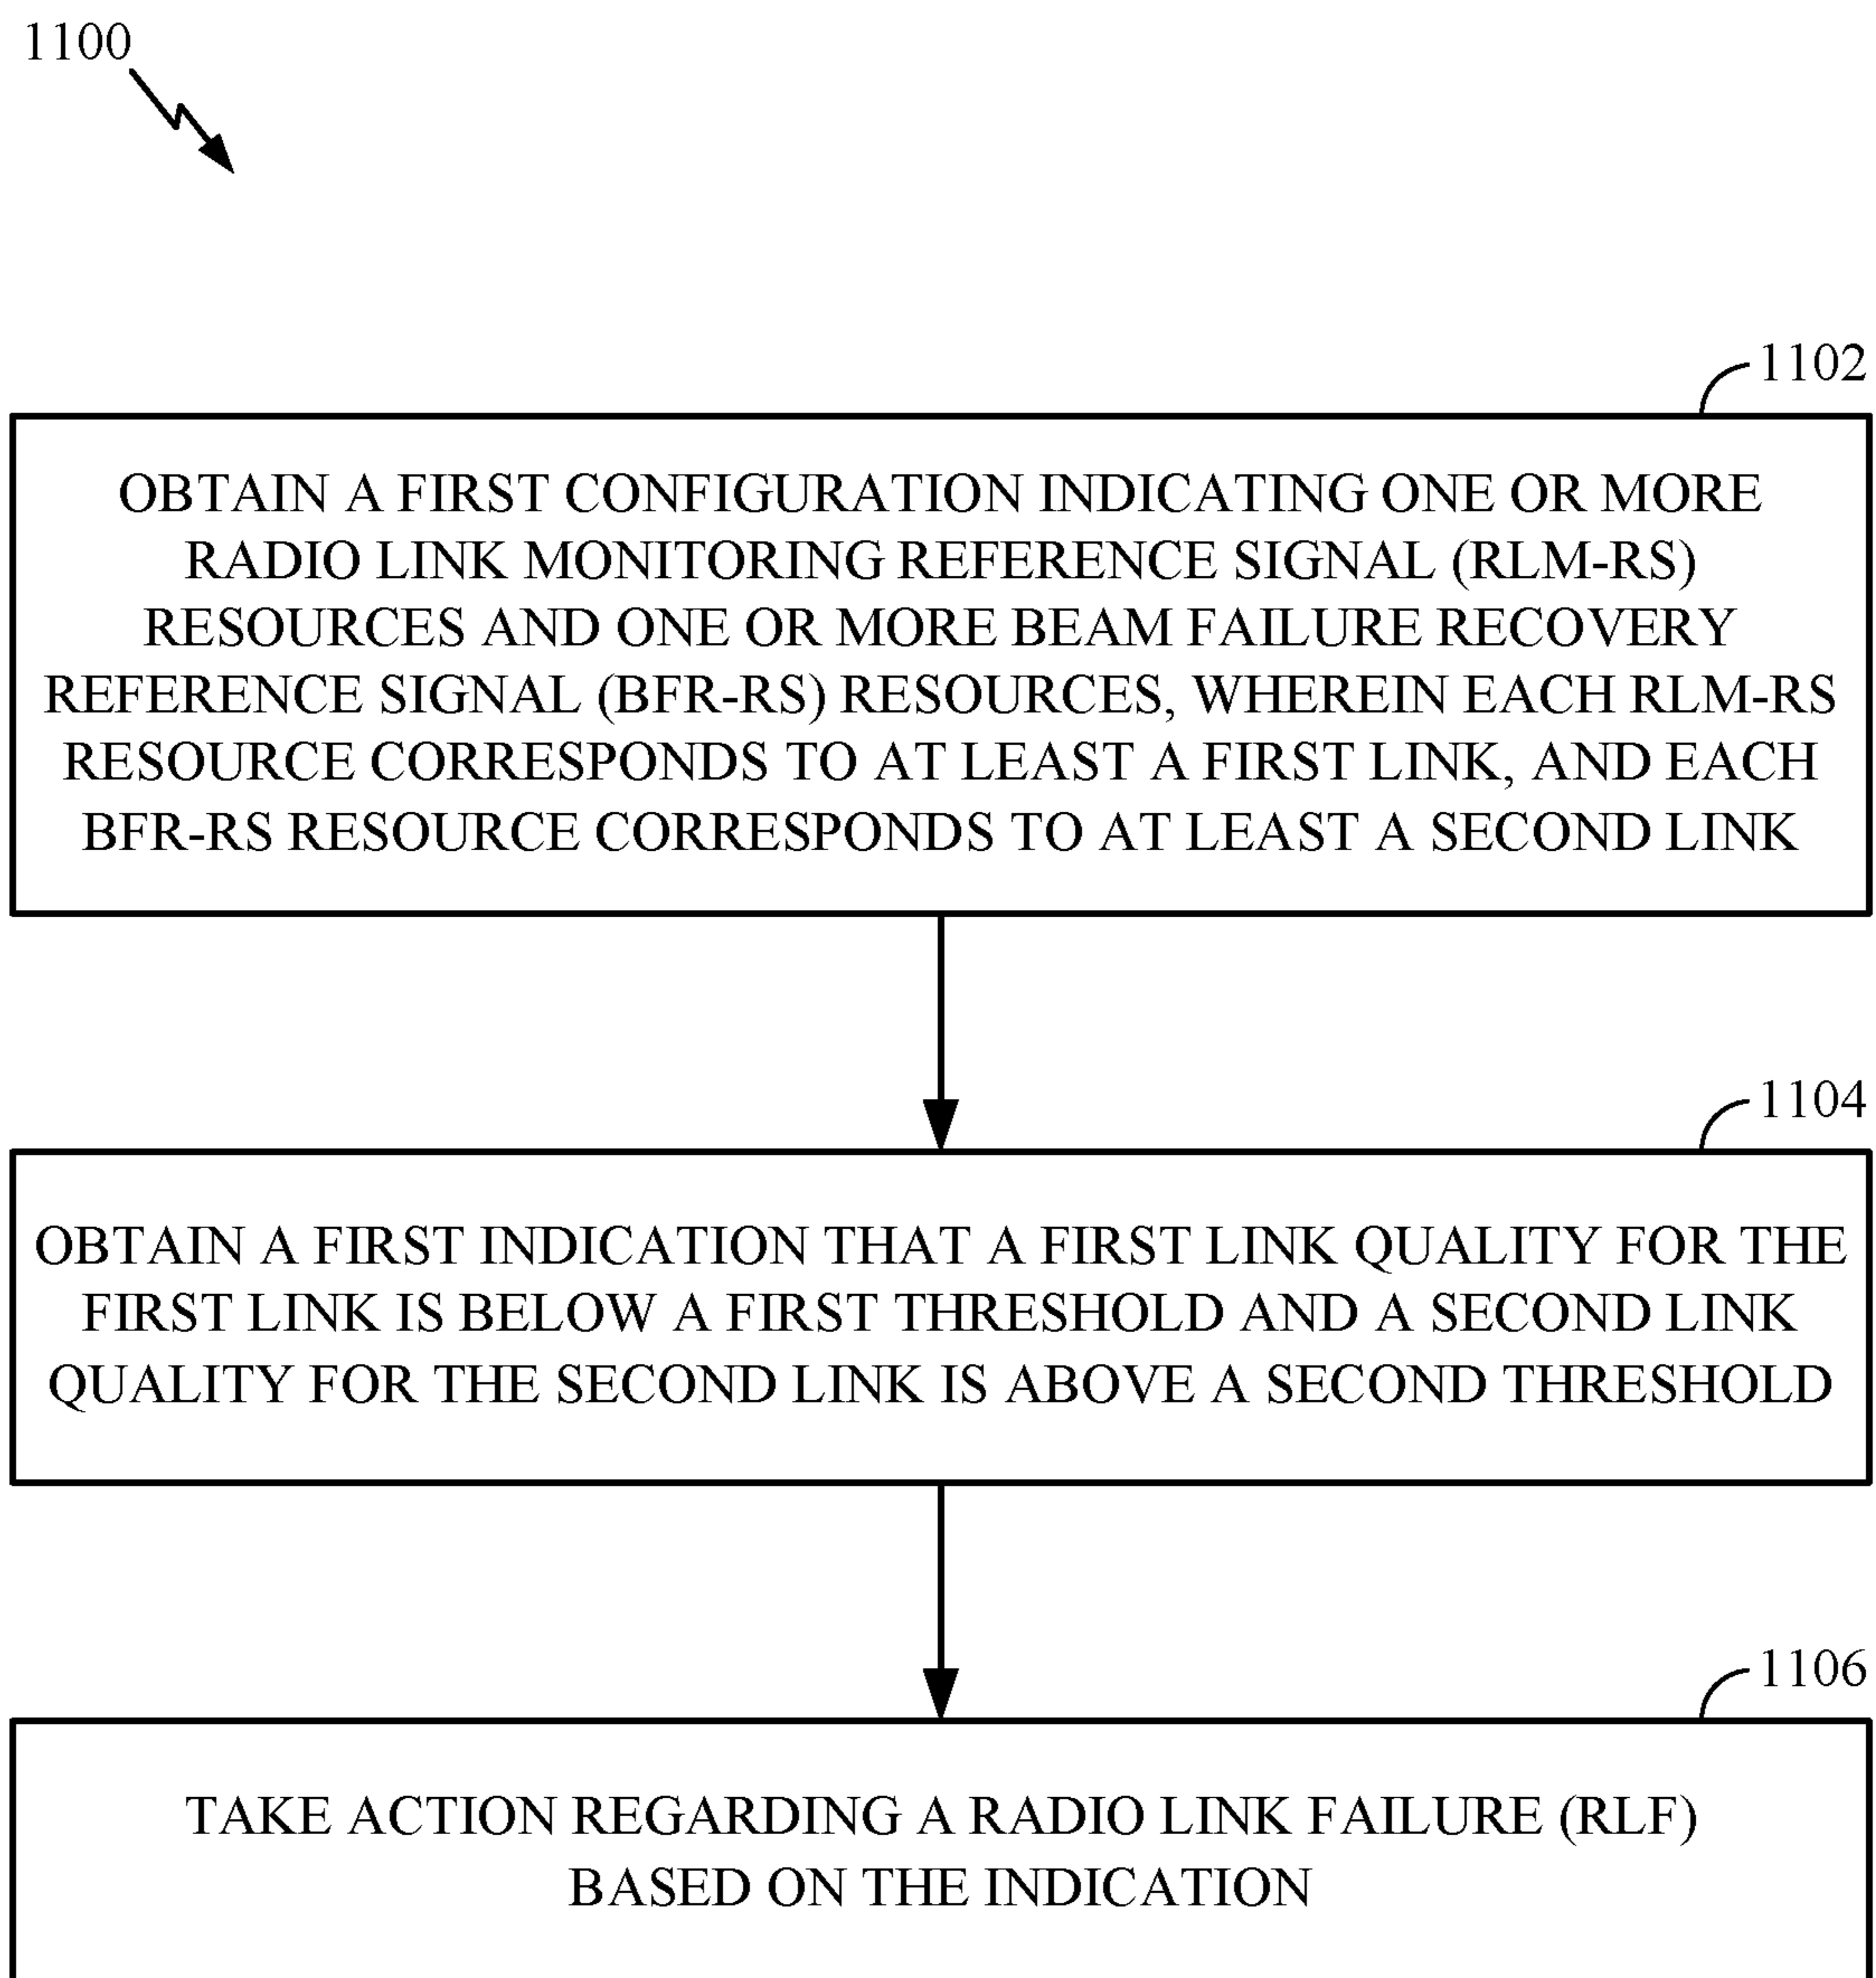 1100
1102
OBTAIN A FIRST CONFIGURATION INDICATING ONE OR MORE
RADIO LINK MONITORING REFERENCE SIGNAL (RLM-RS)
RESOURCES AND ONE OR MORE BEAM FAILURE RECOVERY
REFERENCE SIGNAL (BFR-RS) RESOURCES, WHEREIN EACH RLM-RS
RESOURCE CORRESPONDS TO AT LEAST A FIRST LINK, AND EACH
BFR-RS RESOURCE CORRESPONDS TO AT LEAST A SECOND LINK
1104
OBTAIN A FIRST INDICATION THAT A FIRST LINK QUALITY FOR THE
FIRST LINK IS BELOW A FIRST THRESHOLD AND A SECOND LINK
QUALITY FOR THE SECOND LINK IS ABOVE A SECOND THRESHOLD
1106
TAKE ACTION REGARDING A RADIO LINK FAILURE (RLF)
BASED ON THE INDICATION